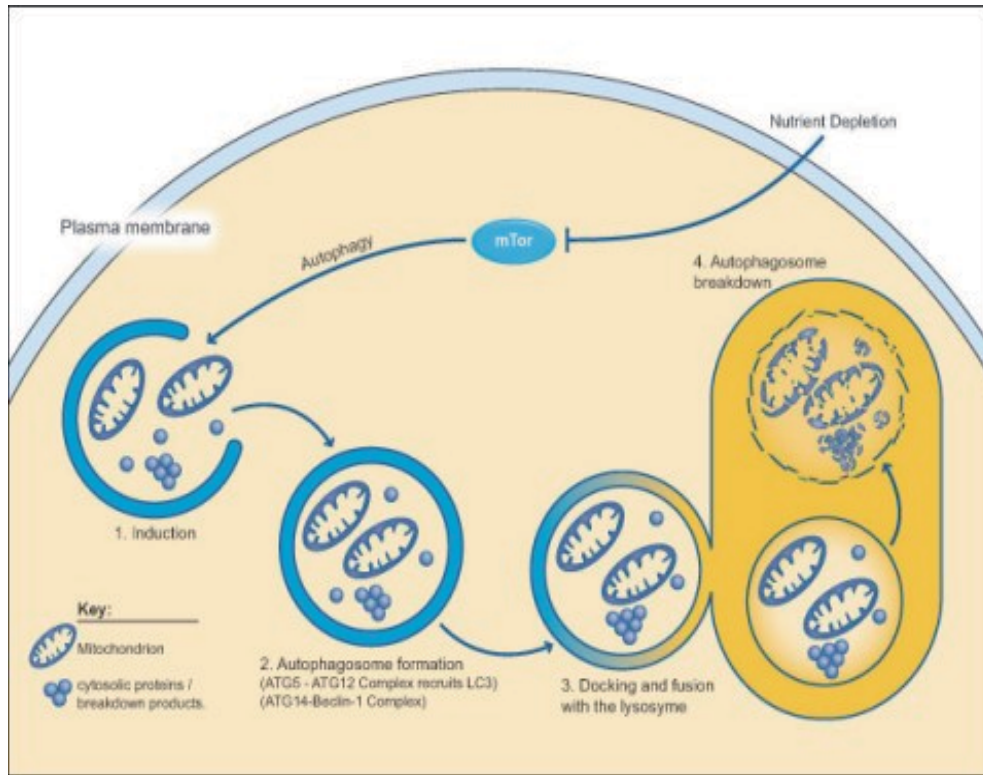 Nutrient Depletion
Plasma membrane
mTor
Autophagy
4. Autophagosome
breakdown
1. Induction
Key:
Mitochondrion
cytosolic proteins /
breakdown products.
2. Autophagosome formation
(ATG5 - ATG12 Complex recruits LC3)
(ATG14-Beclin-1 Complex)
3. Docking and fusion
with the lysosyme